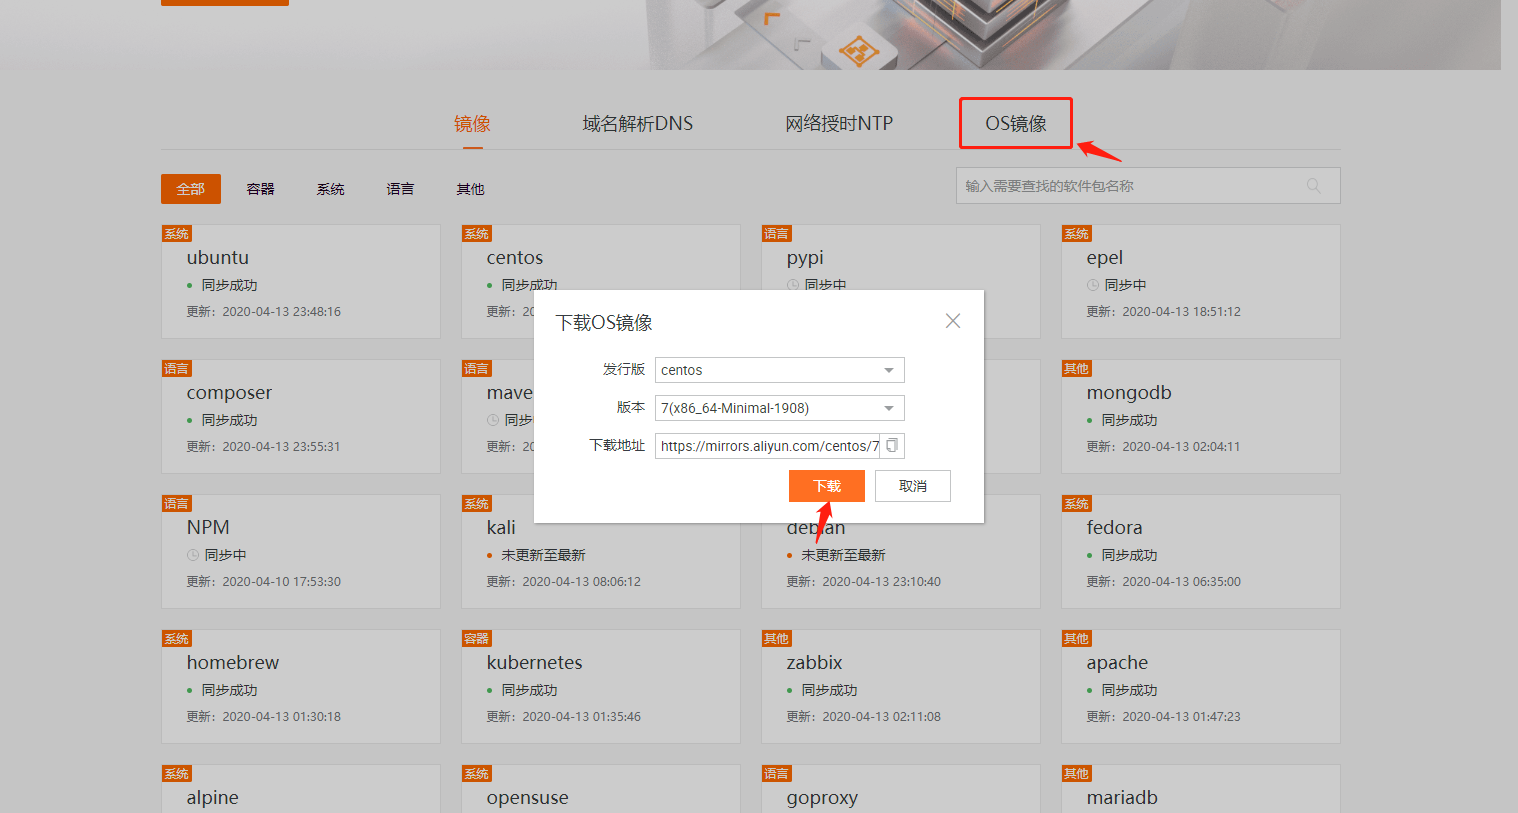 镜像
域名解析DNS
网络授时NTP
OS镜像
全部
容器
系统
语言
其他
输入需要查找的软件包名称
系统
ubuntu
同步成功
更新：2020-04-13 23:48:16
系统
centos
同步成功
更新：20
语言
pypi
同步中
系统
epel
同步中
更新：2020-04-13 18:51:12
下载OS镜像
发行版
centos
版本
7(x86_64-Minimal-1908)
下载地址
https://mirrors.aliyun.com/centos/7
下载
取消
语言
composer
同步成功
更新：2020-04-13 23:55:31
语言
mave
同步
更新：20
其他
mongodb
同步成功
更新：2020-04-13 02:04:11
语言
NPM
同步中
更新：2020-04-10 17:53:30
系统
kali
未更新至最新
更新：2020-04-13 08:06:12
debian
未更新至最新
更新：2020-04-13 23:10:40
系统
fedora
同步成功
更新：2020-04-13 06:35:00
系统
homebrew
同步成功
更新：2020-04-13 01:30:18
容器
kubernetes
同步成功
更新：2020-04-13 01:35:46
其他
zabbix
同步成功
更新：2020-04-13 02:11:08
其他
apache
同步成功
更新：2020-04-13 01:47:23
系统
alpine
系统
opensuse
语言
goproxy
其他
mariadb